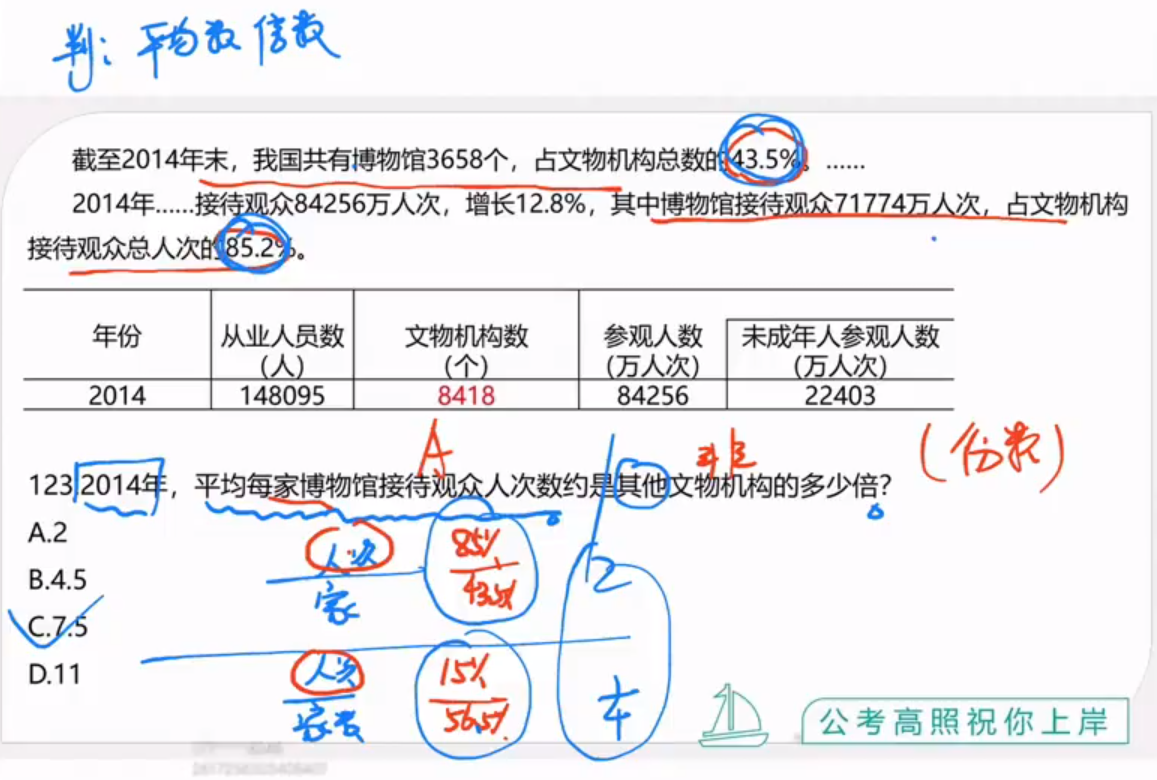 判：平均数倍数
截至2014年末，我国共有博物馆3658个，占文物机构总数的43.5%。……
2014年……接待观众84256万人次，增长12.8%，其中博物馆接待观众71774万人次，占文物机构
接待观众总人次的85.2%。
年份 从业人员数（人） 文物机构数（个） 参观人数（万人次） 未成年人参观人数（万人次）
2014 148095 8418 84256 22403
A 非 （份数）
123.2014年，平均每家博物馆接待观众人次数约是其他文物机构的多少倍？
A.2
B.4.5
C.7.5
D.11
人次 85% 2
家 43.5%
人次 15% 1/4
家数 56.5%
公考高照祝你上岸